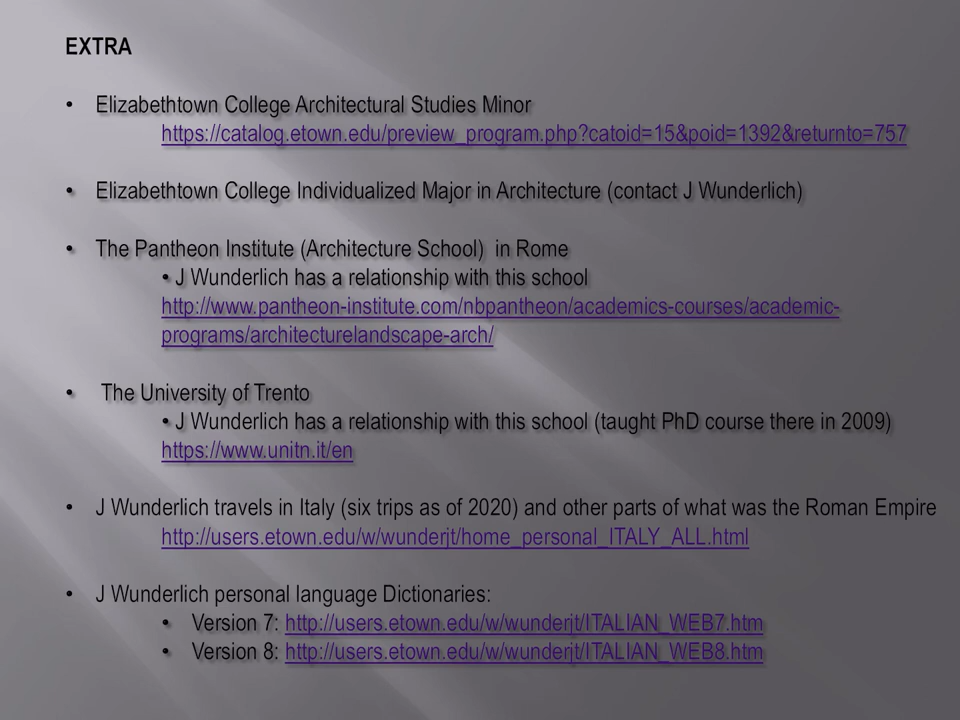 EXTRA
• Elizabethtown College Architectural Studies Minor
https://catalog.etown.edu/preview_program.php?catoid=15&poid=1392&returnto=757
• Elizabethtown College Individualized Major in Architecture (contact J Wunderlich)
• The Pantheon Institute (Architecture School) in Rome
• J Wunderlich has a relationship with this school
http://www.pantheon-institute.com/nbpantheon/academics-courses/academic-
programs/architecturelandscape-arch/
• The University of Trento
• J Wunderlich has a relationship with this school (taught PhD course there in 2009)
https://www.unitn.it/en
• J Wunderlich travels in Italy (six trips as of 2020) and other parts of what was the Roman Empire
http://users.etown.edu/w/wunderjt/home_personal_ITALY_ALL.html
• J Wunderlich personal language Dictionaries:
• Version 7: http://users.etown.edu/w/wunderjt/ITALIAN_WEB7.htm
• Version 8: http://users.etown.edu/w/wunderjt/ITALIAN_WEB8.htm